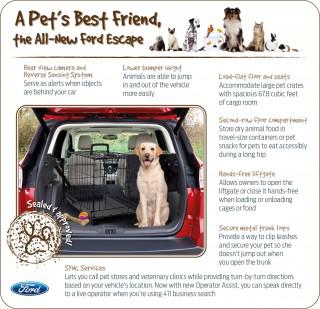 A Pet's Best Friend,
the All-New Ford Escape
Rear View Camera and
Reverse Sensing System
Serve as alerts when objects
are behind your car
Lower Bumper Height
Animals are able to jump
in and out of the vehicle
more easily
Load-flat floor and seats
Accommodate large pet crates
with spacious 67.8 cubic feet
of cargo room
Second-row floor compartment
Store dry animal food in
travel-size containers or pet
snacks for pets to eat accessibly
during a long trip
Hands-free liftgate
Allows owners to open the
liftgate or close it hands-free
when loading or unloading
cages or food
Secure metal trunk loops
Provide a way to clip leashes
and secure your pet so she
doesn't jump out when
you open the trunk
Sealed
SYNC Services
Lets you call pet stores and veterinary clinics while providing turn-by-turn directions
based on your vehicle's location. Now with new Operator Assist, you can speak directly
to a live operator when you're using 411 business search
Ford